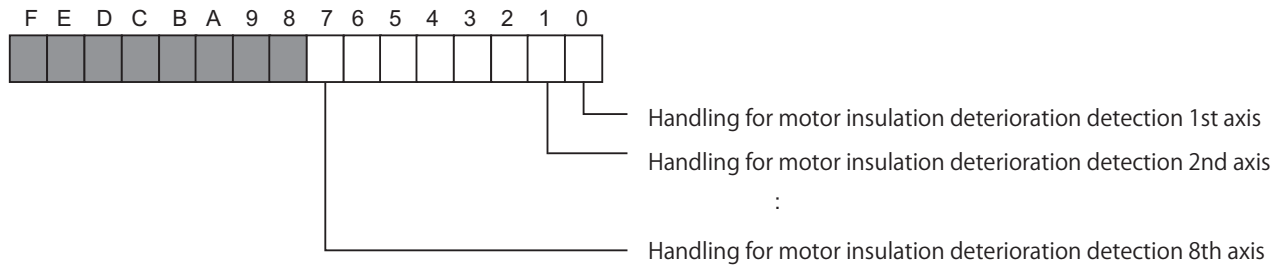 F E D C B A 9 8 7 6 5 4 3 2 1 0
Handling for motor insulation deterioration detection 1st axis
Handling for motor insulation deterioration detection 2nd axis
:
Handling for motor insulation deterioration detection 8th axis